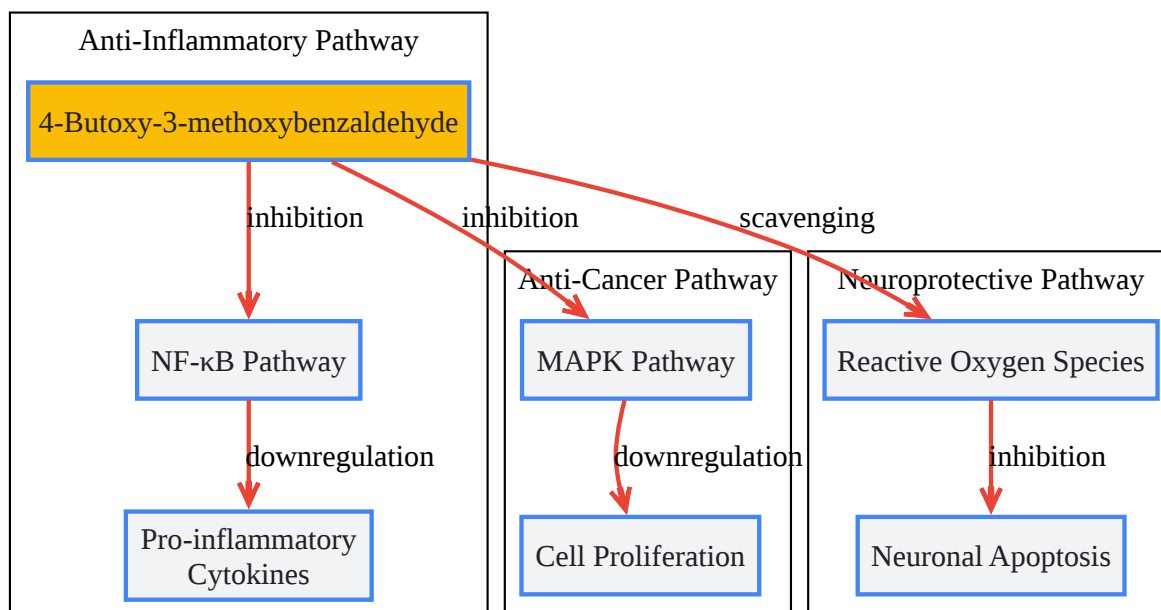 Anti-Inflammatory Pathway
4-Butoxy-3-methoxybenzaldehyde
inhibition
inhibition
scavenging
Anti-Cancer Pathway
Neuroprotective Pathway
NF-κB Pathway
MAPK Pathway
Reactive Oxygen Species
downregulation
downregulation
inhibition
Pro-inflammatory
Cytokines
Cell Proliferation
Neuronal Apoptosis